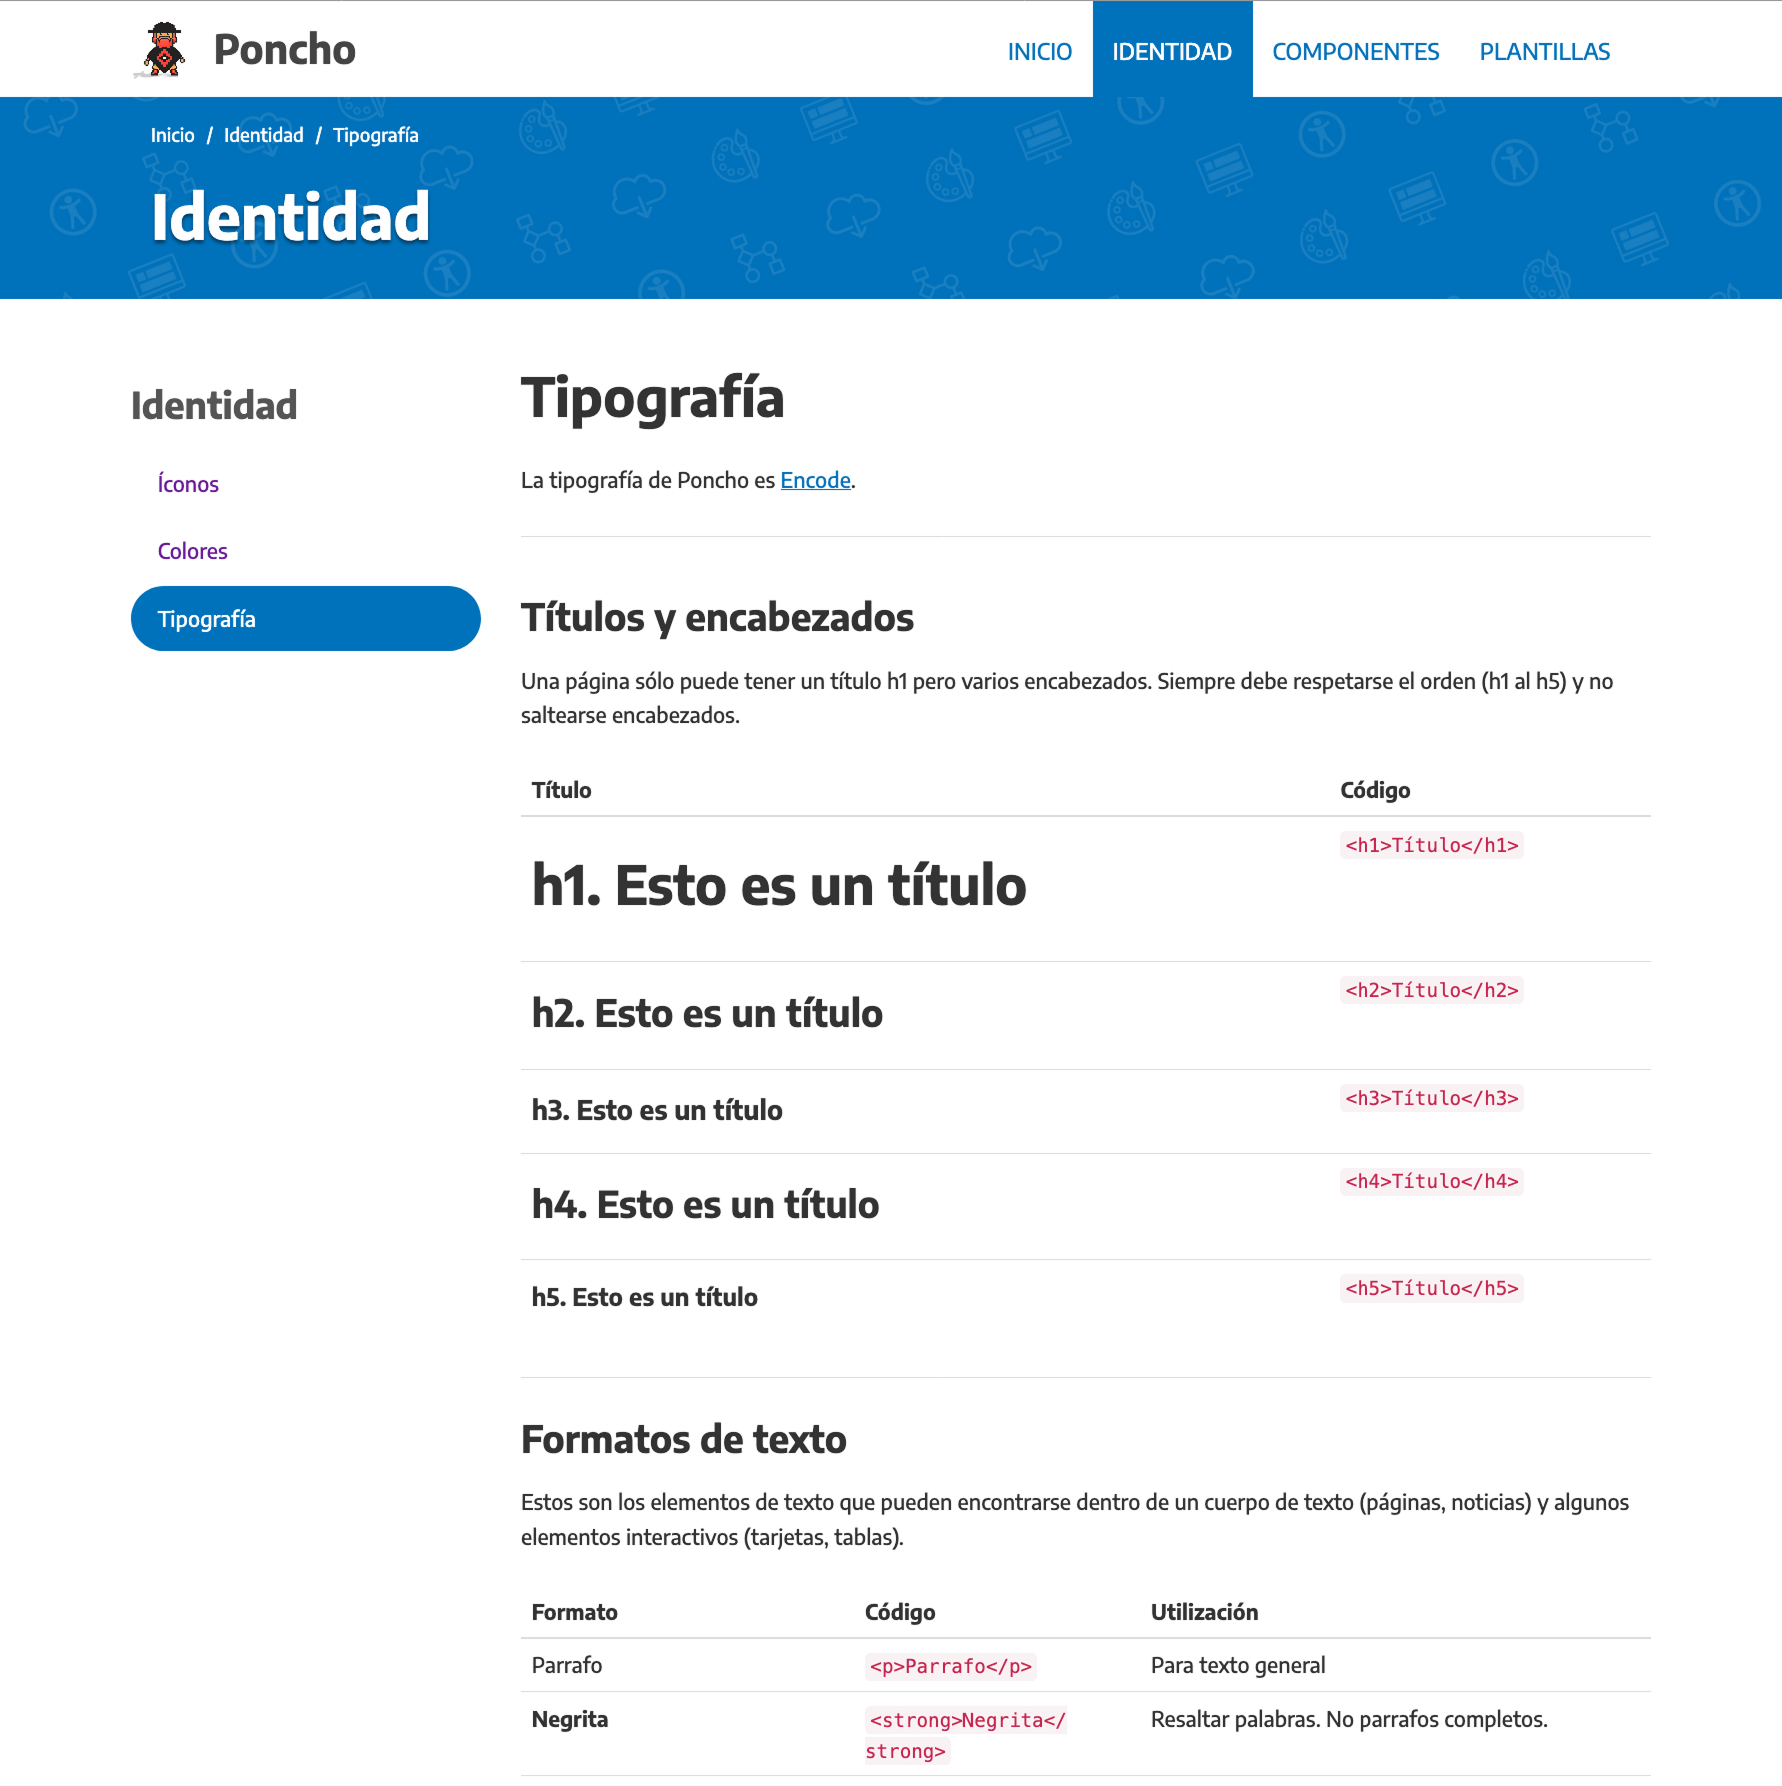 Poncho
INICIO IDENTIDAD COMPONENTES PLANTILLAS
Inicio / Identidad / Tipografía
Identidad
Identidad
Íconos
Colores
Tipografía
Tipografía
La tipografía de Poncho es Encode.
Títulos y encabezados
Una página sólo puede tener un título h1 pero varios encabezados. Siempre debe respetarse el orden (h1 al h5) y no
saltearse encabezados.
Título Código
h1. Esto es un título <h1>Título</h1>
h2. Esto es un título <h2>Título</h2>
h3. Esto es un título <h3>Título</h3>
h4. Esto es un título <h4>Título</h4>
h5. Esto es un título <h5>Título</h5>
Formatos de texto
Estos son los elementos de texto que pueden encontrarse dentro de un cuerpo de texto (páginas, noticias) y algunos
elementos interactivos (tarjetas, tablas).
Formato Código Utilización
Parrafo <p>Parrafo</p> Para texto general
Negrita <strong>Negrita</ Resaltar palabras. No parrafos completos.
strong>